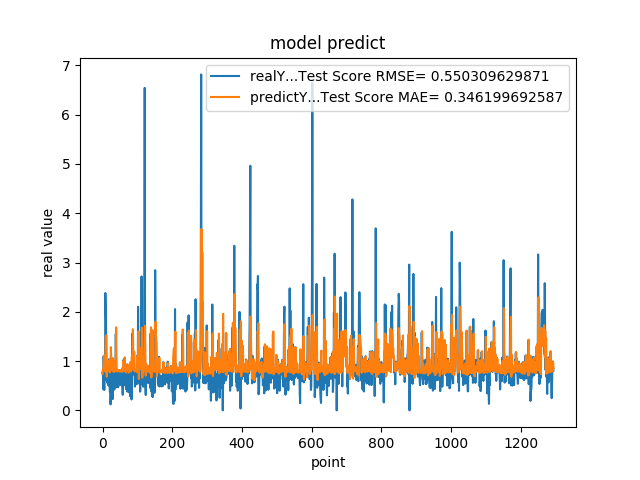 model predict
realY...Test Score RMSE= 0.550309629871
predictY...Test Score MAE= 0.346199692587
7
6
5
4
3
2
1
0
real value
0 200 400 600 800 1000 1200
point